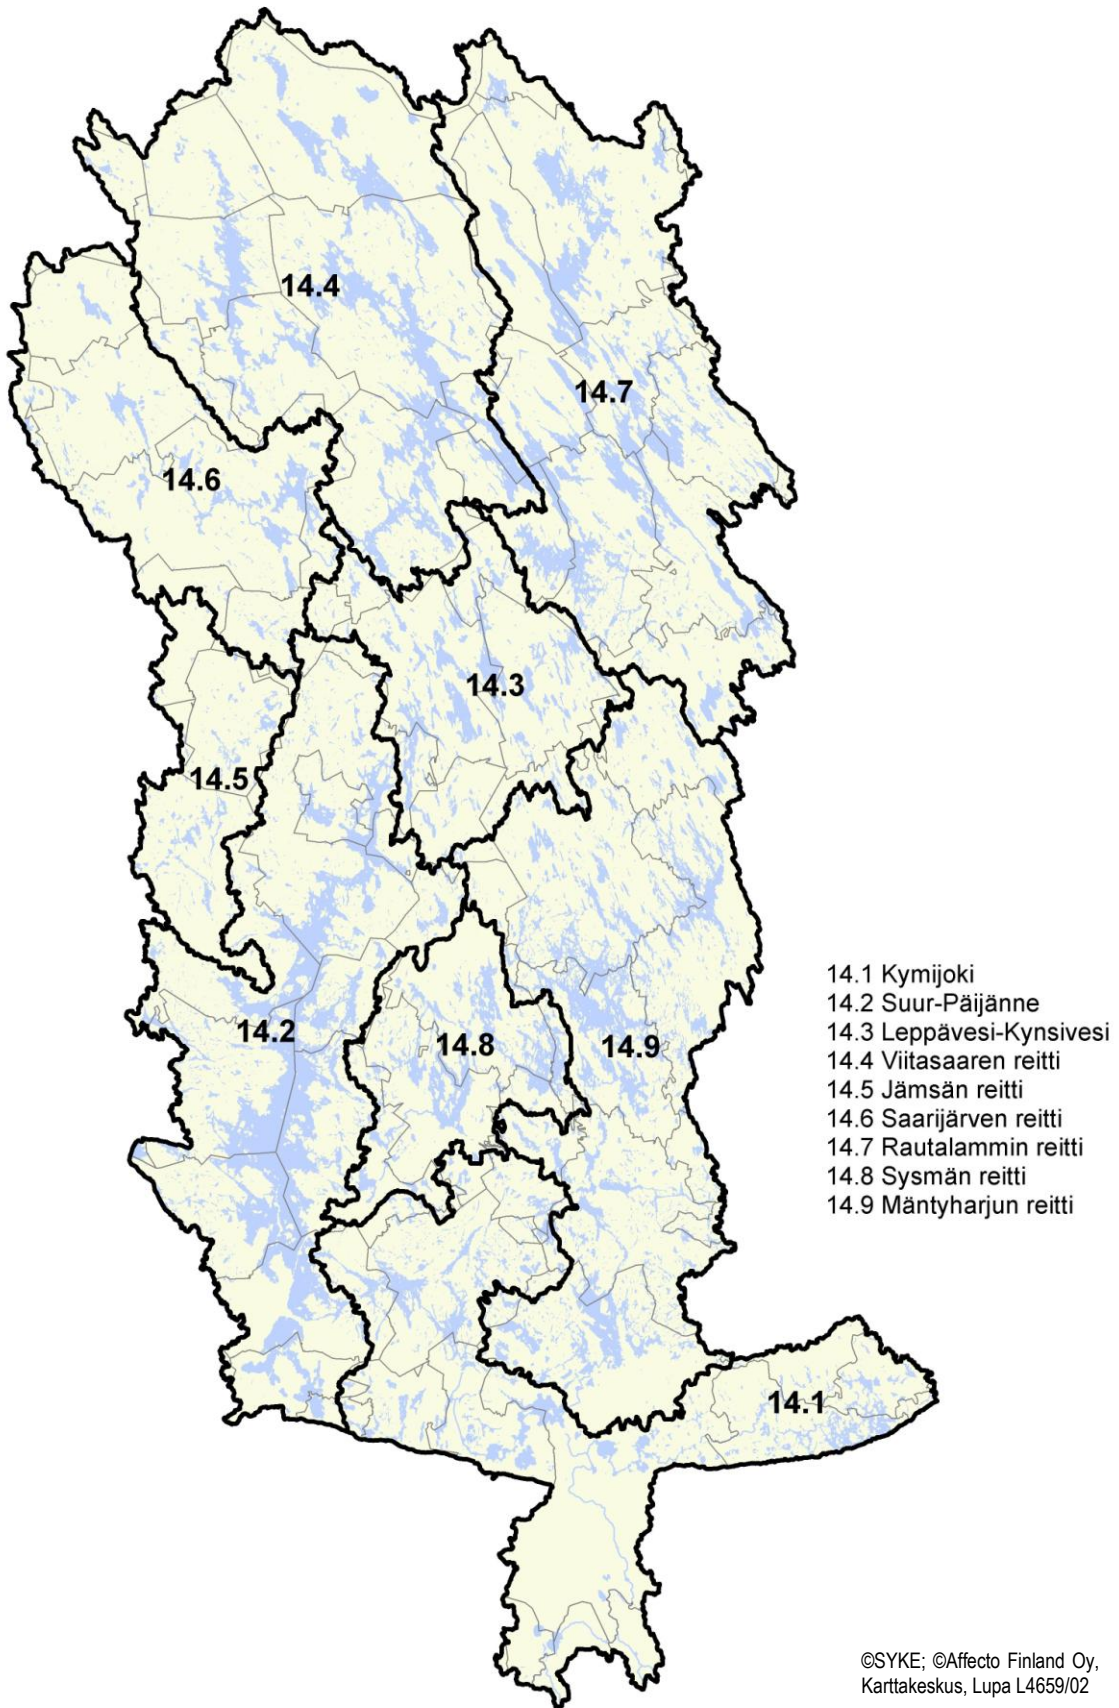 14.4
14.7
14.6
14.3
14.5
14.2
14.8
14.9
14.1
14.1 Kymijoki
14.2 Suur-Päijänne
14.3 Leppävesi-Kynsivesi
14.4 Viitasaaren reitti
14.5 Jämsän reitti
14.6 Saarijärven reitti
14.7 Rautalammin reitti
14.8 Sysmän reitti
14.9 Mäntyharjun reitti
©SYKE; ©Affecto Finland Oy,
Karttakeskus, Lupa L4659/02